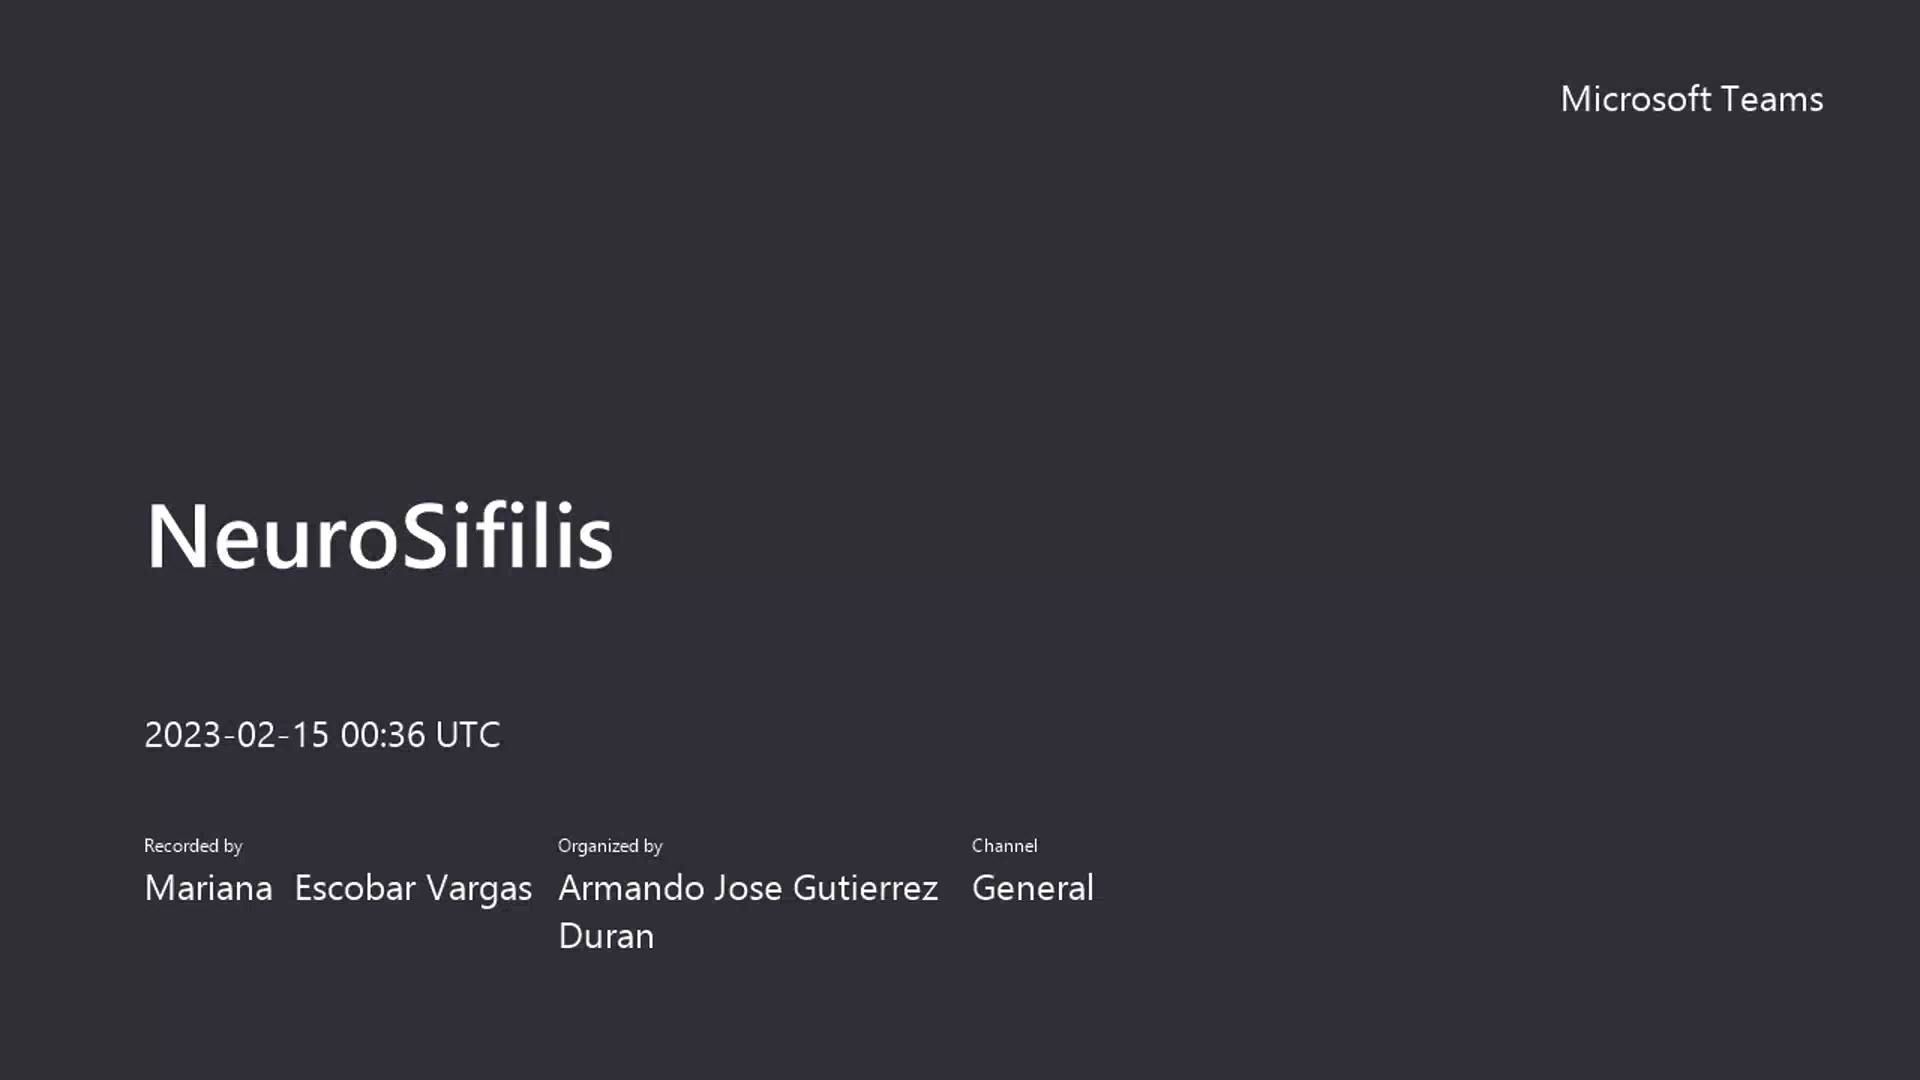 Microsoft Teams
NeuroSifilis
2023-02-15 00:36 UTC
Recorded by
Mariana  Escobar Vargas
Organized by
Armando Jose Gutierrez
Duran
Channel
General